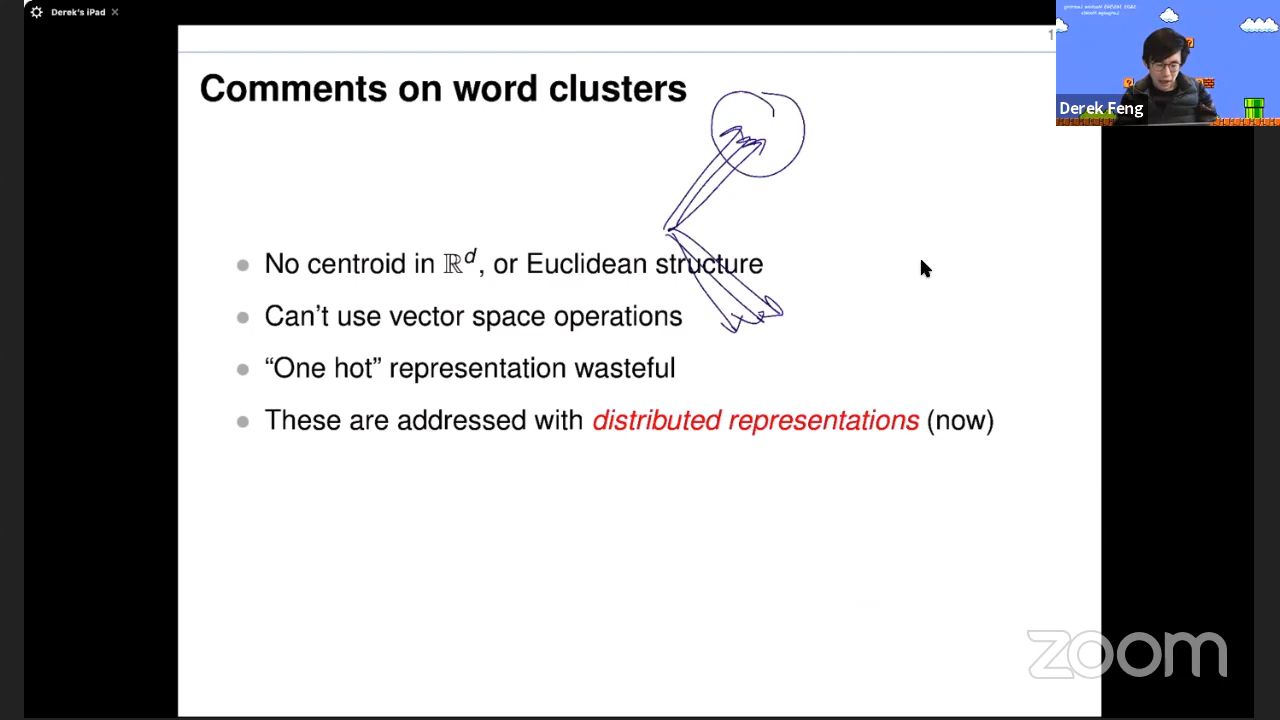 Derek's iPad
1
Comments on word clusters
Derek Feng
No centroid in ℝᵈ, or Euclidean structure
Can't use vector space operations
“One hot” representation wasteful
These are addressed with distributed representations (now)
zoom